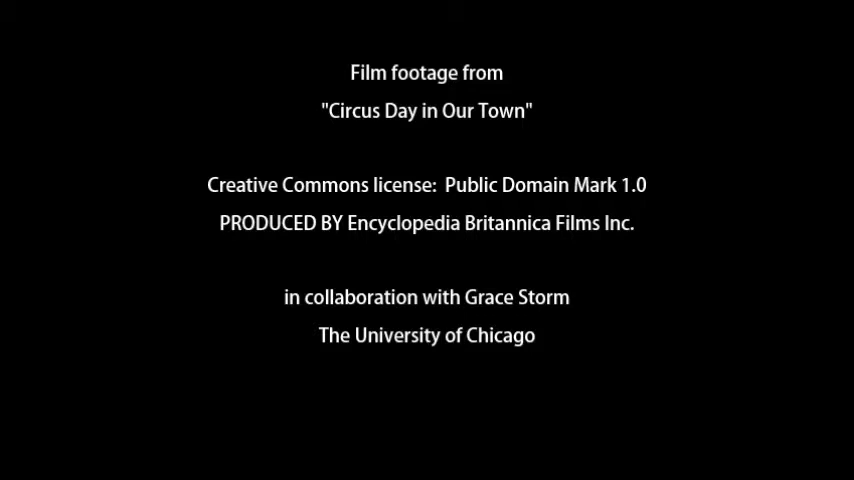 Film footage from
"Circus Day in Our Town"
Creative Commons license:  Public Domain Mark 1.0
PRODUCED BY Encyclopedia Britannica Films Inc.
in collaboration with Grace Storm
The University of Chicago